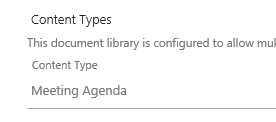 Content Types
This document library is configured to allow mul
Content Type
Meeting Agenda